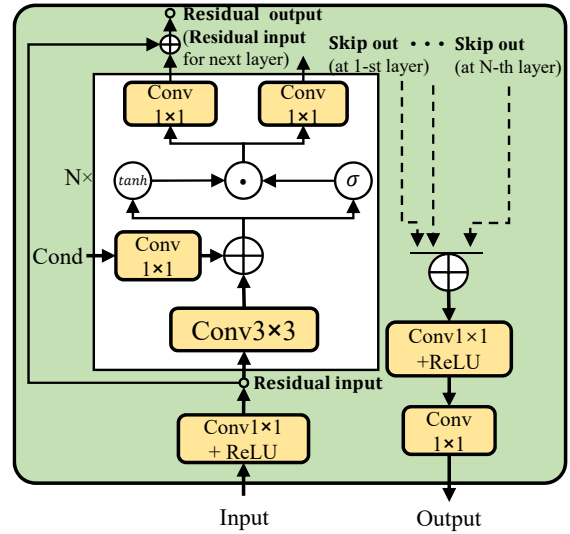 Residual output
(Residual input
for next layer)
Skip out · · · Skip out
(at 1-st layer) (at N-th layer)
Conv
1×1
Conv
1×1
N×
tanh
σ
Cond
Conv
1×1
Conv3×3
Conv1×1
+ReLU
Residual input
Conv1×1
+ ReLU
Conv
1×1
Input
Output